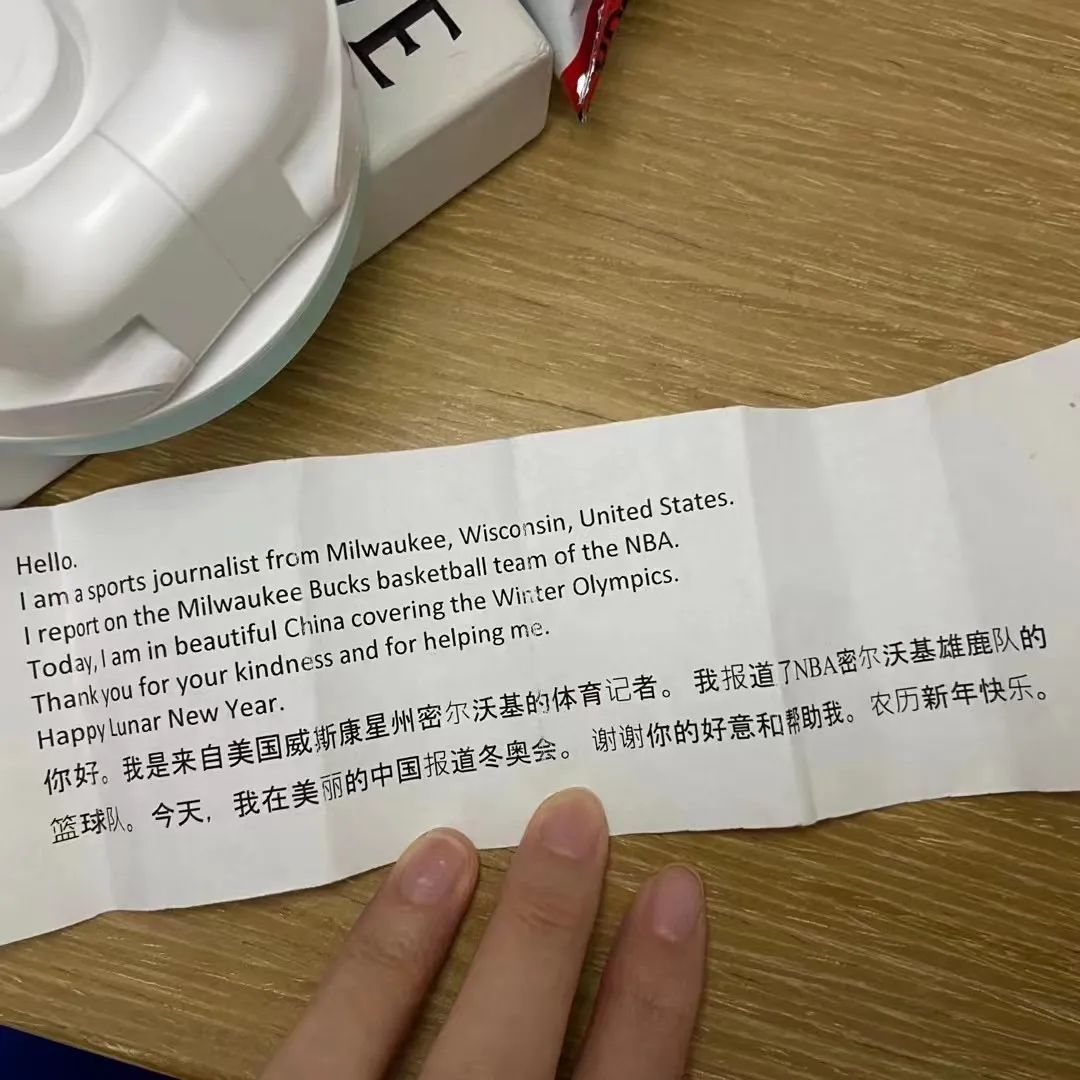 E
Hello.
I am a sports journalist from Milwaukee, Wisconsin, United States.
I report on the Milwaukee Bucks basketball team of the NBA.
Today, I am in beautiful China covering the Winter Olympics.
Thank you for your kindness and for helping me.
Happy Lunar New Year.
你好。我是来自美国威斯康星州密尔沃基的体育记者。 我报道了NBA密尔沃基雄鹿队的
篮球队。今天，我在美丽的中国报道冬奥会。 谢谢你的好意和帮助我。农历新年快乐。